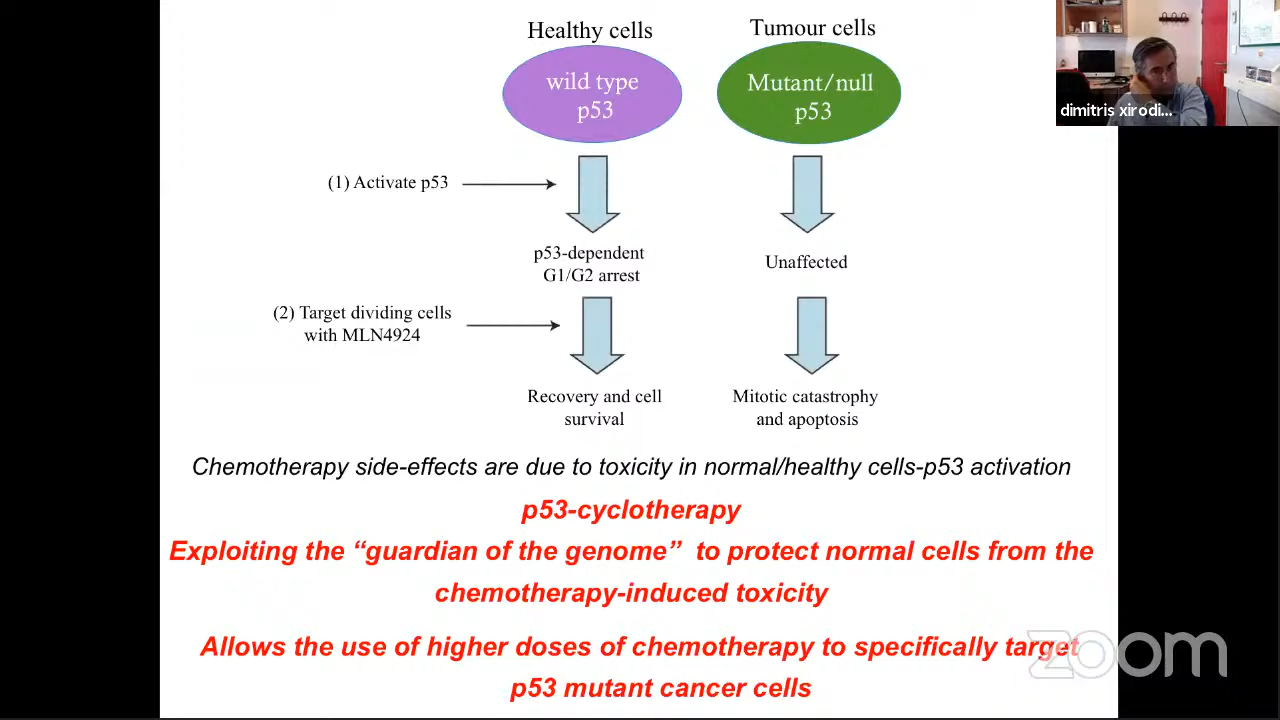 Healthy cells
Tumour cells
wild type
p53
Mutant/null
p53
(1) Activate p53
p53-dependent
G1/G2 arrest
Unaffected
(2) Target dividing cells
with MLN4924
Recovery and cell
survival
Mitotic catastrophy
and apoptosis
Chemotherapy side-effects are due to toxicity in normal/healthy cells-p53 activation
p53-cyclotherapy
Exploiting the “guardian of the genome” to protect normal cells from the
chemotherapy-induced toxicity
Allows the use of higher doses of chemotherapy to specifically target
p53 mutant cancer cells
dimitris xirodi...
zoom